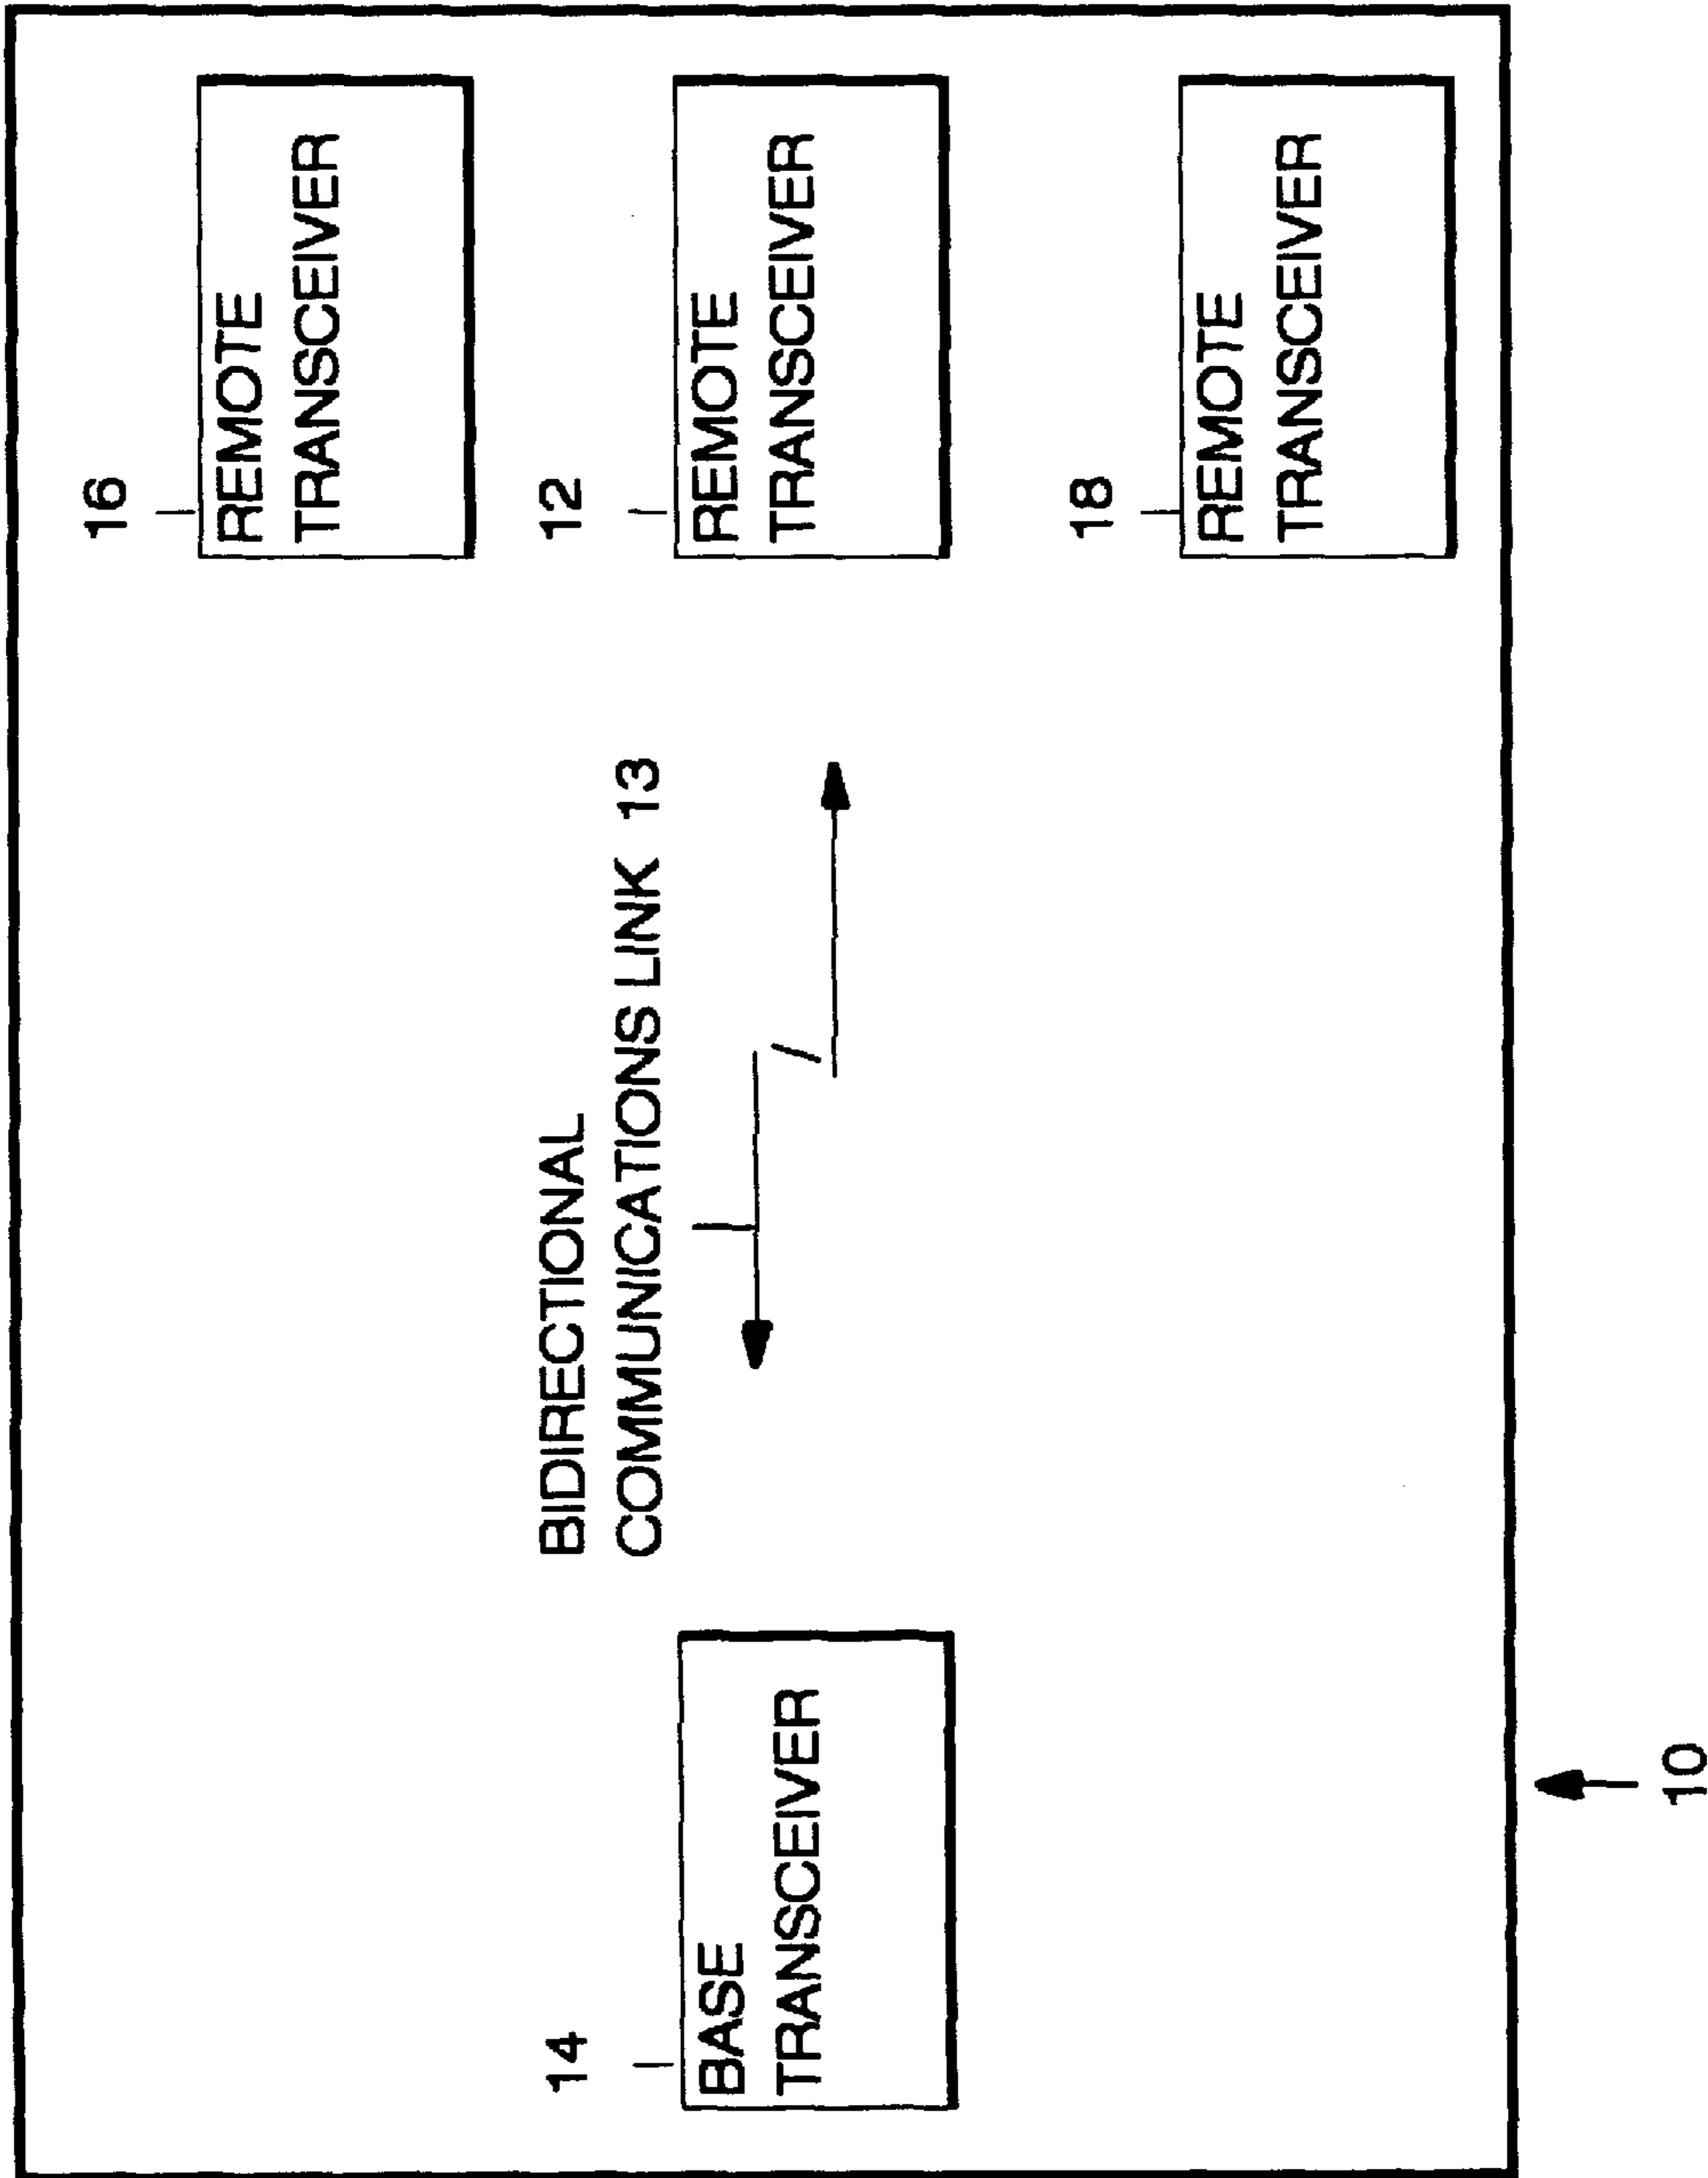 16
REMOTE
TRANSCEIVER
BIDIRECTIONAL
COMMUNICATIONS LINK 13
14
BASE
TRANSCEIVER
12
REMOTE
TRANSCEIVER
18
REMOTE
TRANSCEIVER
10